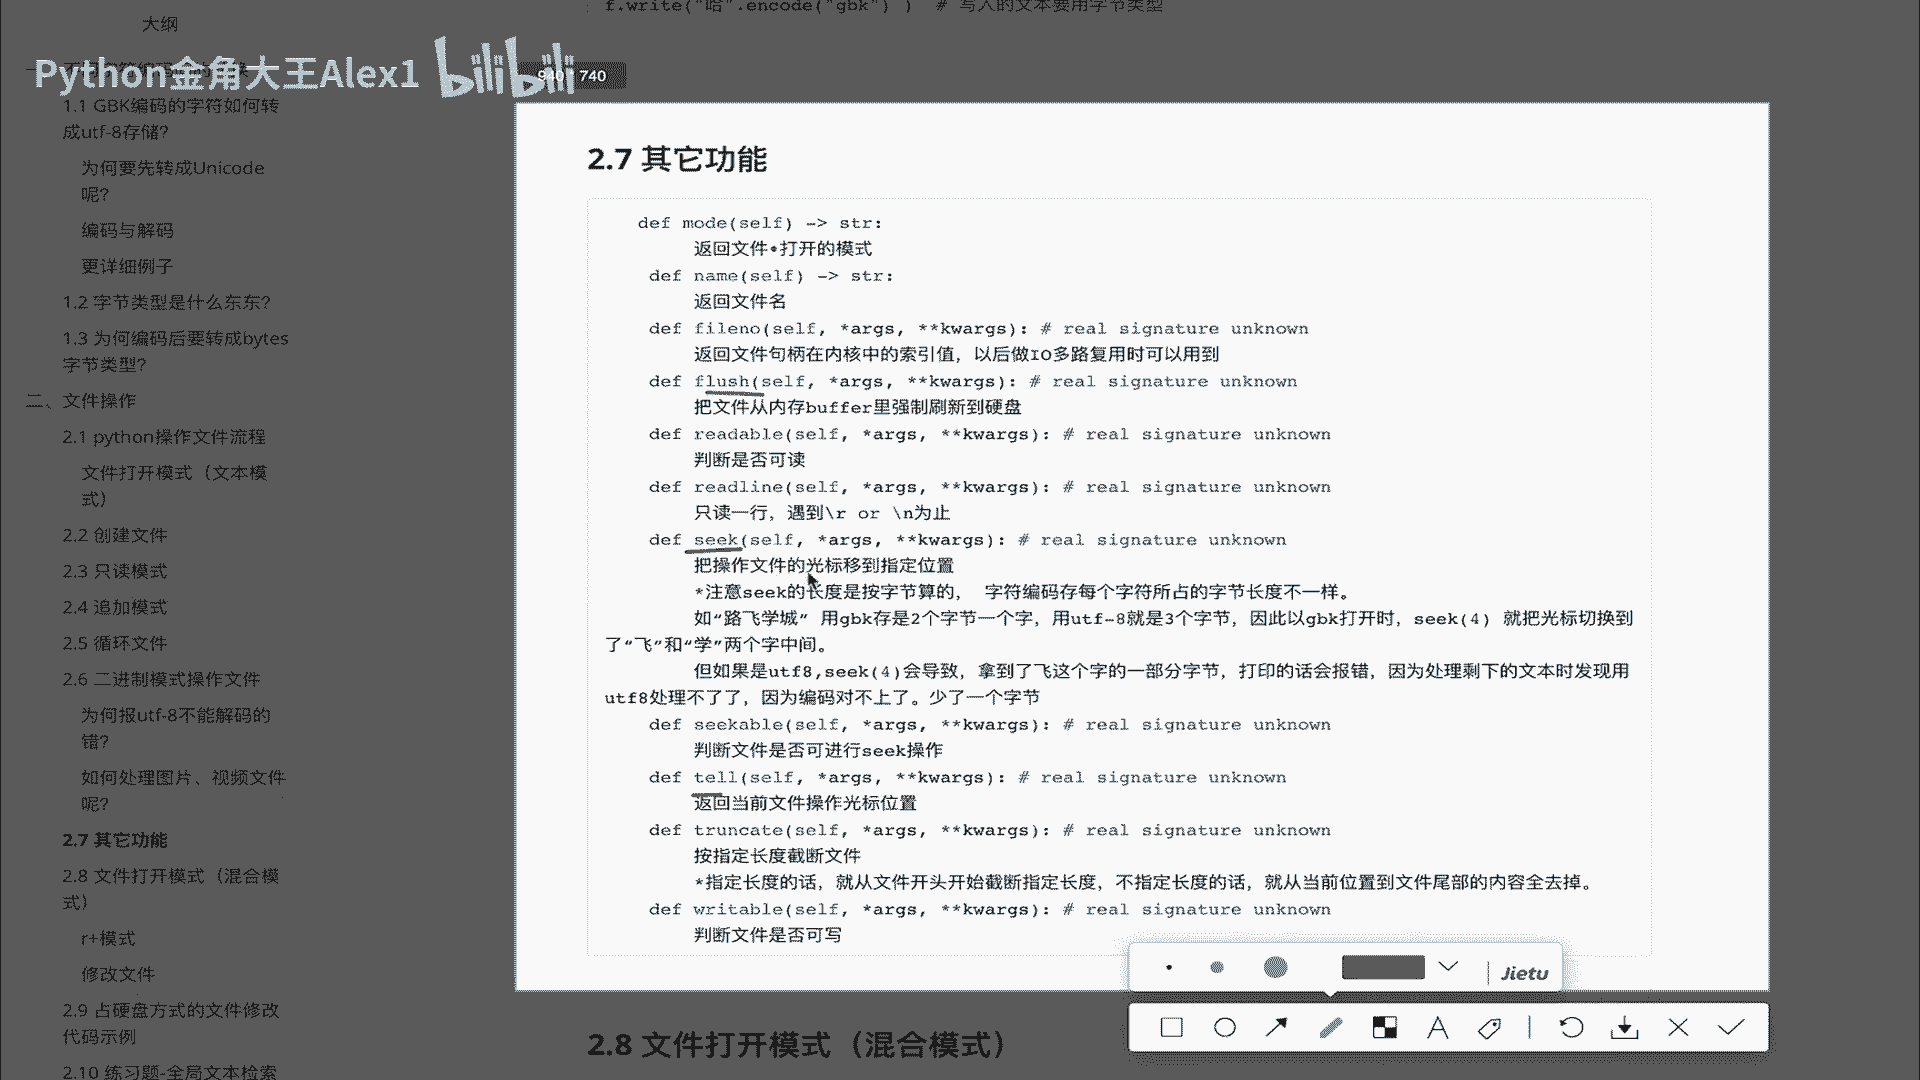 f.write("哈".encode("gbk") )  # 写入的文本要用字节类型
大纲
Python金角大王Alex1 bilibili
740
1.1 GBK编码的字符如何转
成utf-8存储?
为何要先转成Unicode
呢?
编码与解码
更详细例子
1.2 字节类型是什么东东?
1.3 为何编码后要转成bytes
字节类型?
二、文件操作
2.1 python操作文件流程
文件打开模式（文本模
式）
2.2 创建文件
2.3 只读模式
2.4 追加模式
2.5 循环文件
2.6 二进制模式操作文件
为何报utf-8不能解码的
错?
如何处理图片、视频文件
呢?
2.7 其它功能
2.8 文件打开模式（混合模
式）
r+模式
修改文件
2.9 占硬盘方式的文件修改
代码示例
2.10 练习题-全局文本检索
2.7 其它功能
def mode(self) -> str:
返回文件•打开的模式
def name(self) -> str:
返回文件名
def fileno(self, *args, **kwargs): # real signature unknown
返回文件句柄在内核中的索引值，以后做IO多路复用时可以用到
def flush(self, *args, **kwargs): # real signature unknown
把文件从内存buffer里强制刷新到硬盘
def readable(self, *args, **kwargs): # real signature unknown
判断是否可读
def readline(self, *args, **kwargs): # real signature unknown
只读一行，遇到\r or \n为止
def seek(self, *args, **kwargs): # real signature unknown
把操作文件的光标移到指定位置
*注意seek的长度是按字节算的， 字符编码存每个字符所占的字节长度不一样。
如“路飞学城” 用gbk存是2个字节一个字，用utf-8就是3个字节，因此以gbk打开时，seek(4) 就把光标切换到
了“飞”和“学”两个字中间。
但如果是utf8,seek(4)会导致，拿到了飞这个字的一部分字节，打印的话会报错，因为处理剩下的文本时发现用
utf8处理不了了，因为编码对不上了。少了一个字节
def seekable(self, *args, **kwargs): # real signature unknown
判断文件是否可进行seek操作
def tell(self, *args, **kwargs): # real signature unknown
返回当前文件操作光标位置
def truncate(self, *args, **kwargs): # real signature unknown
按指定长度截断文件
*指定长度的话，就从文件开头开始截断指定长度，不指定长度的话，就从当前位置到文件尾部的内容全去掉。
def writable(self, *args, **kwargs): # real signature unknown
判断文件是否可写
Jietu
2.8 文件打开模式（混合模式）